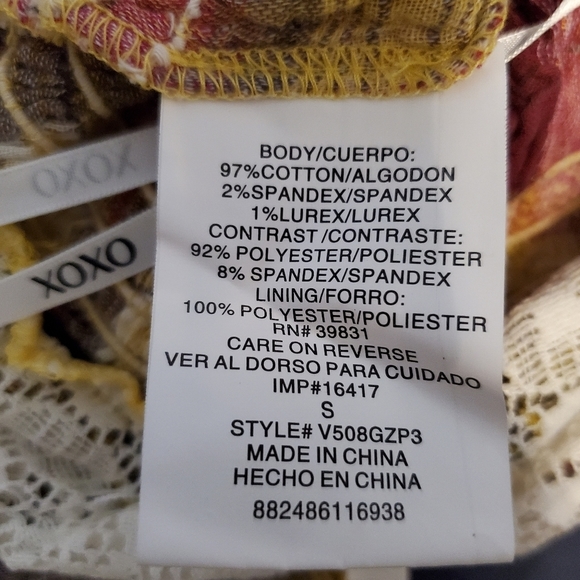 OXOX
OXOX
BODY/CUERPO:
97%COTTON/ALGODON
2%SPANDEX/SPANDEX
1%LUREX/LUREX
CONTRAST/CONTRASTE:
92% POLYESTER/POLIESTER
8% SPANDEX/SPANDEX
LINING/FORRO:
100% POLYESTER/POLIESTER
RN# 39831
CARE ON REVERSE
VER AL DORSO PARA CUIDADO
IMP#16417
S
STYLE# V508GZP3
MADE IN CHINA
HECHO EN CHINA
882486116938